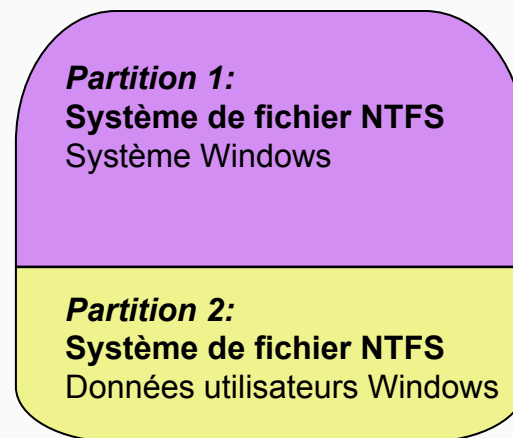 Partition 1:
Système de fichier NTFS
Système Windows
Partition 2:
Système de fichier NTFS
Données utilisateurs Windows